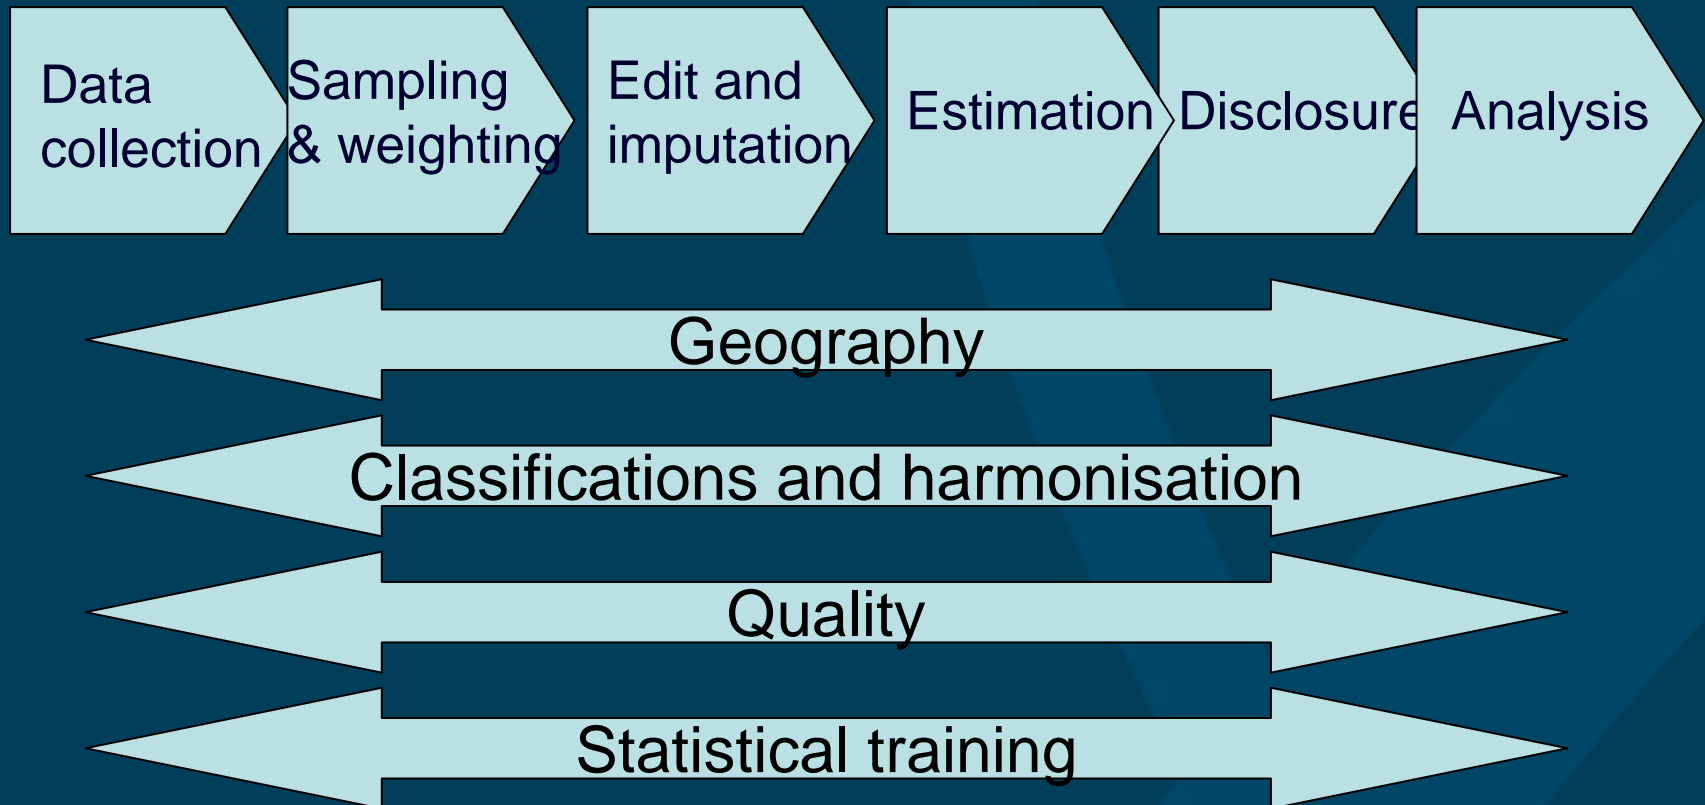 Data
collection
Sampling
& weighting
Edit and
imputation
Estimation
Disclosure
Analysis
Geography
Classifications and harmonisation
Quality
Statistical training